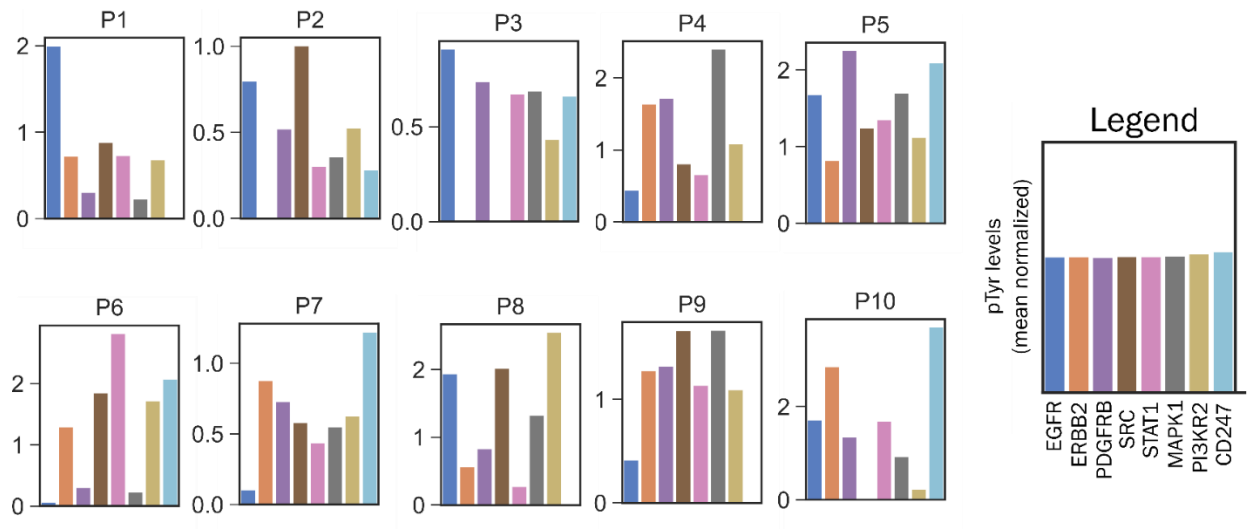 P1
2
1
0
P2
1.0
0.5
0.0
P3
0.5
0.0
P4
2
1
0
P5
2
1
0
P6
2
1
0
P7
1.0
0.5
0.0
P8
2
1
0
P9
1
0
P10
2
0
Legend
pTyr levels
(mean normalized)
EGFR
ERBB2
PDGFRB
SRC
STAT1
MAPK1
PI3KR2
CD247